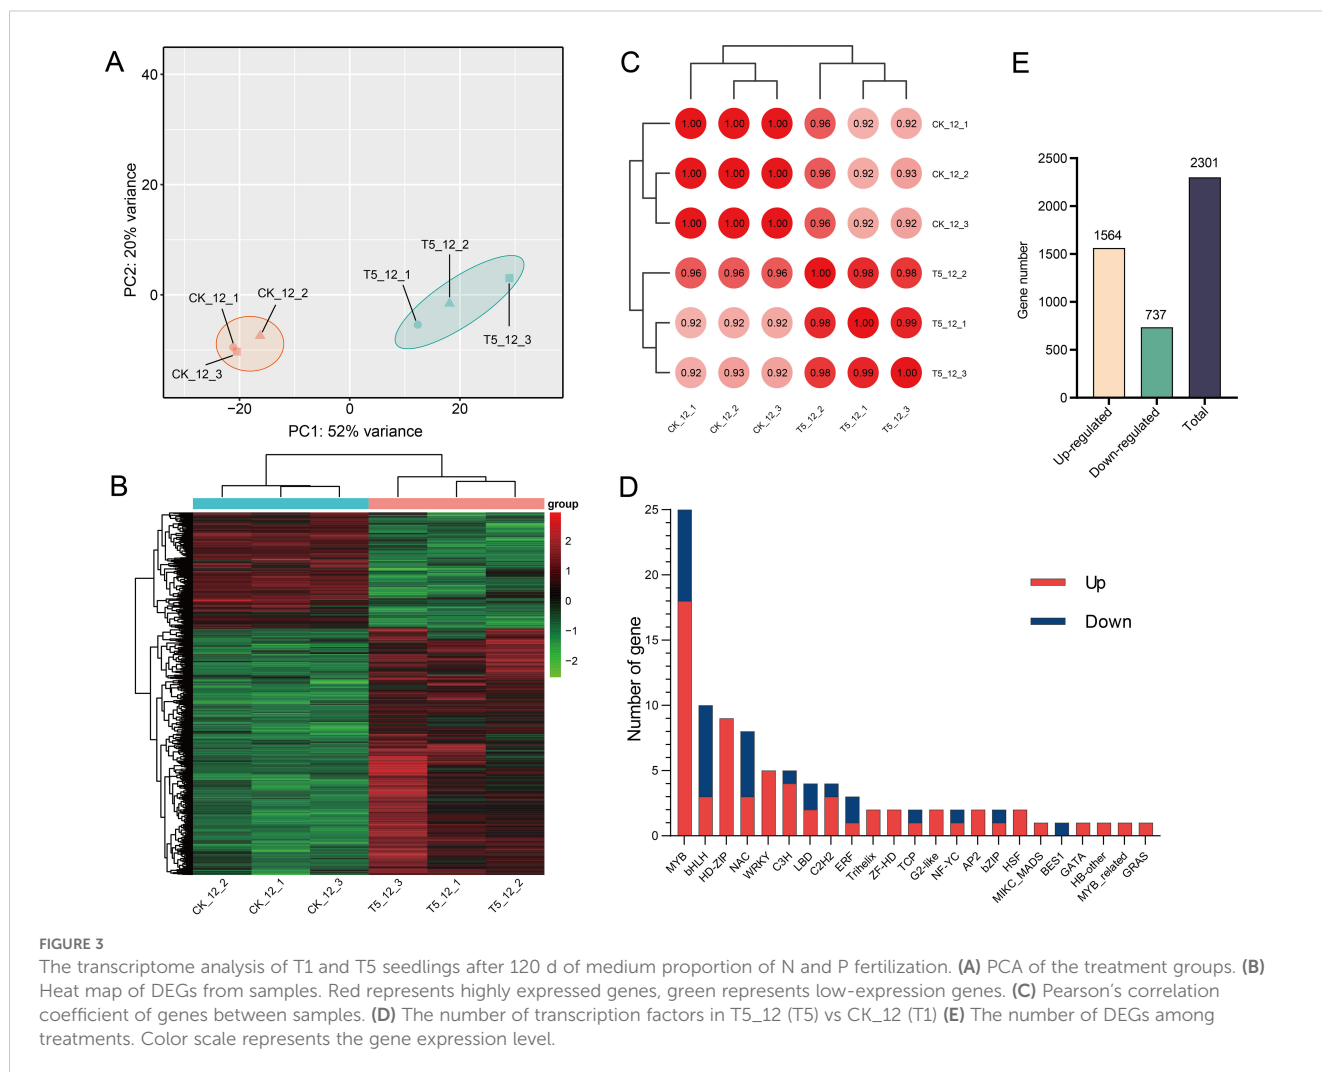 A
PC2: 20% variance
40
20
0
CK_12_1
CK_12_2
CK_12_3
T5_12_1
T5_12_2
T5_12_3
−20
0
20
PC1: 52% variance
C
1.00 1.00 1.00 0.96 0.92 0.92 CK_12_1
1.00 1.00 1.00 0.96 0.92 0.93 CK_12_2
1.00 1.00 1.00 0.96 0.92 0.92 CK_12_3
0.96 0.96 0.96 1.00 0.98 0.98 T5_12_2
0.92 0.92 0.92 0.98 1.00 0.99 T5_12_1
0.92 0.93 0.92 0.98 0.99 1.00 T5_12_3
CK_12_1 CK_12_2 CK_12_3 T5_12_2 T5_12_1 T5_12_3
E
Gene number
2500
2000
1500
1000
500
0
1564
737
2301
Up-regulated
Down-regulated
Total
B
group
2
1
0
−1
−2
CK_12_2 CK_12_1 CK_12_3 T5_12_3 T5_12_1 T5_12_2
D
Number of gene
25
20
15
10
5
0
Up
Down
MYB bHLH HD-ZIP NAC WRKY C3H LBD C2H2 ERF Trihelix ZF-HD TCP G2-like NF-YC AP2 bZIP HSF MIKC_MADS BES1 GATA HB-other MYB_related GRAS
FIGURE 3
The transcriptome analysis of T1 and T5 seedlings after 120 d of medium proportion of N and P fertilization. (A) PCA of the treatment groups. (B)
Heat map of DEGs from samples. Red represents highly expressed genes, green represents low-expression genes. (C) Pearson's correlation
coefficient of genes between samples. (D) The number of transcription factors in T5_12 (T5) vs CK_12 (T1) (E) The number of DEGs among
treatments. Color scale represents the gene expression level.